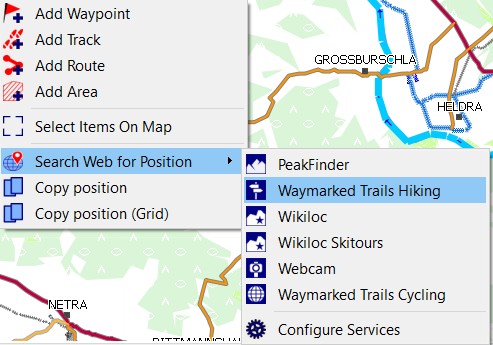 Add Waypoint
Add Track
Add Route
Add Area
Select Items On Map
Search Web for Position
Copy position
Copy position (Grid)
PeakFinder
Waymarked Trails Hiking
Wikiloc
Wikiloc Skitours
Webcam
Waymarked Trails Cycling
Configure Services
GROSSBURSCHLA
HELDRA
NETRA